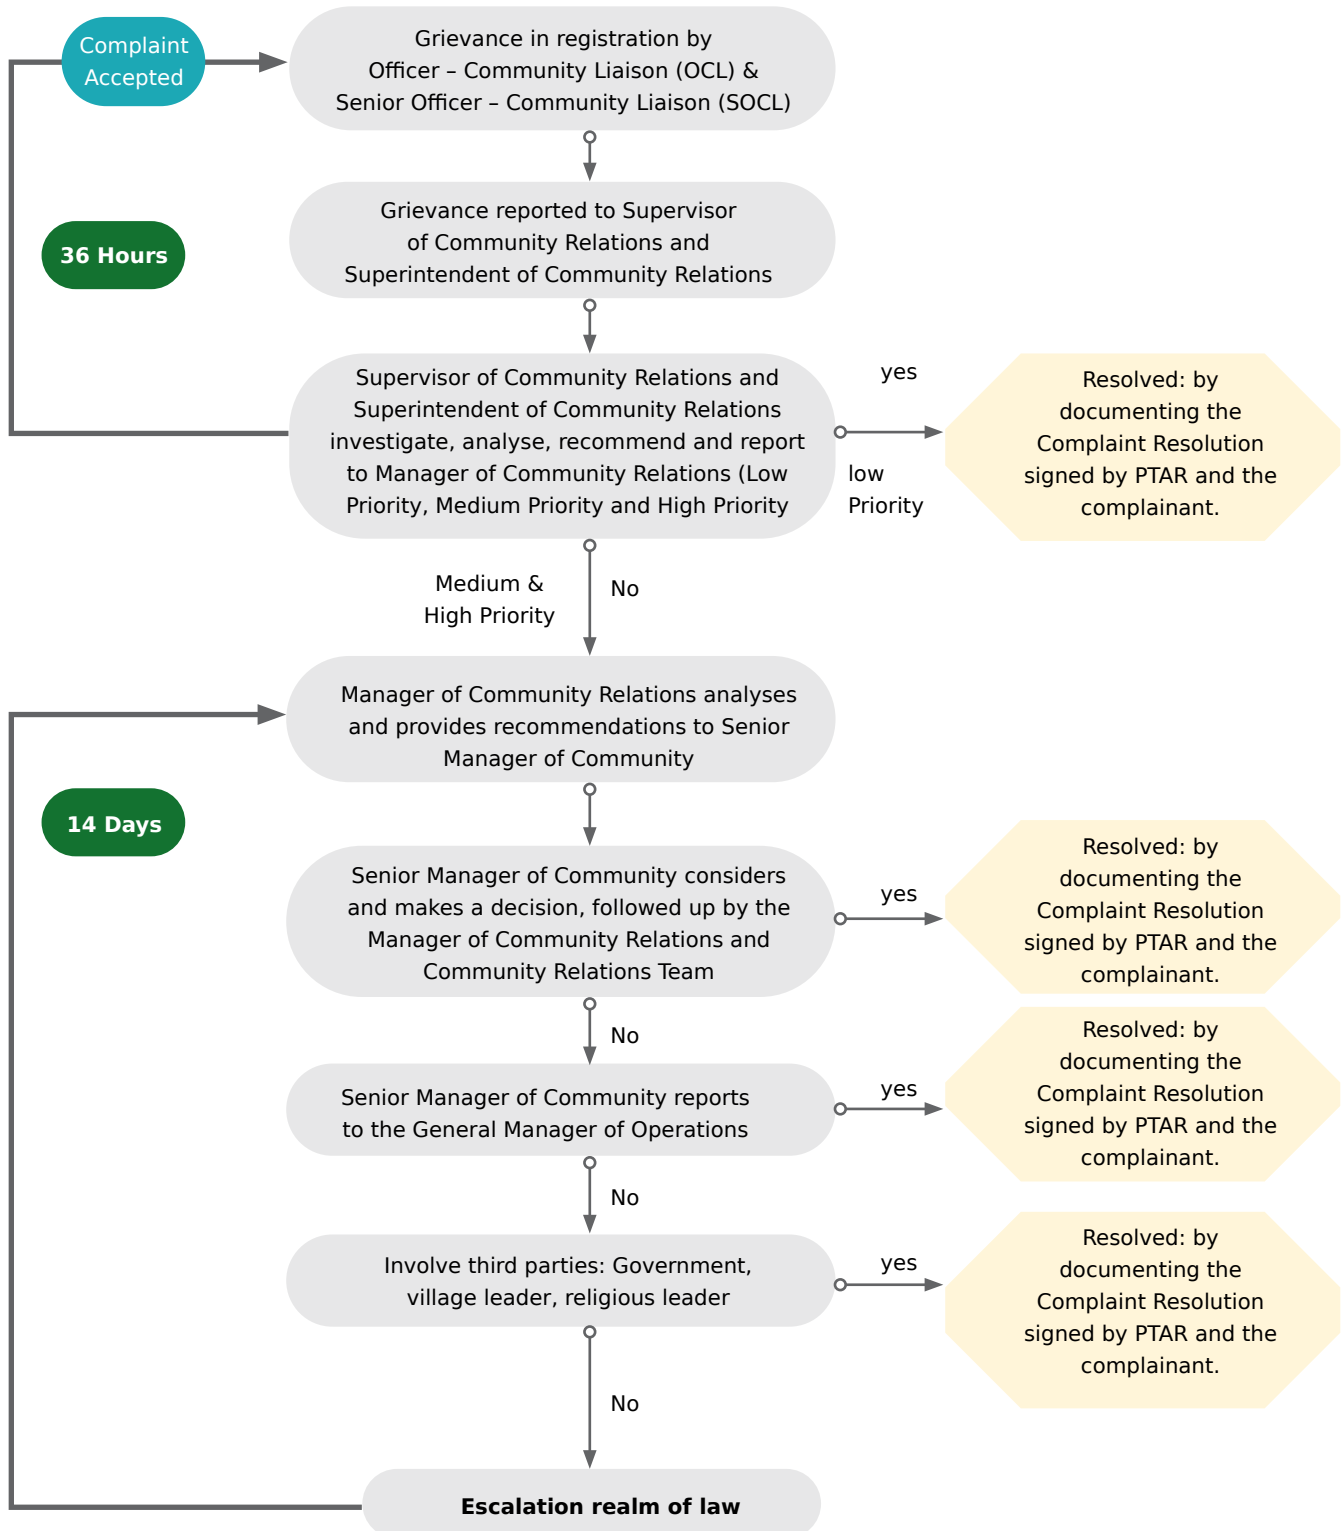 Complaint
Accepted
Grievance in registration by
Officer – Community Liaison (OCL) &
Senior Officer – Community Liaison (SOCL)
36 Hours
Grievance reported to Supervisor
of Community Relations and
Superintendent of Community Relations
Supervisor of Community Relations and
Superintendent of Community Relations
investigate, analyse, recommend and report
to Manager of Community Relations (Low
Priority, Medium Priority and High Priority
yes
low
Priority
Resolved: by
documenting the
Complaint Resolution
signed by PTAR and the
complainant.
Medium &
High Priority
No
Manager of Community Relations analyses
and provides recommendations to Senior
Manager of Community
14 Days
Senior Manager of Community considers
and makes a decision, followed up by the
Manager of Community Relations and
Community Relations Team
yes
Resolved: by
documenting the
Complaint Resolution
signed by PTAR and the
complainant.
No
Senior Manager of Community reports
to the General Manager of Operations
yes
Resolved: by
documenting the
Complaint Resolution
signed by PTAR and the
complainant.
No
Involve third parties: Government,
village leader, religious leader
yes
Resolved: by
documenting the
Complaint Resolution
signed by PTAR and the
complainant.
No
Escalation realm of law